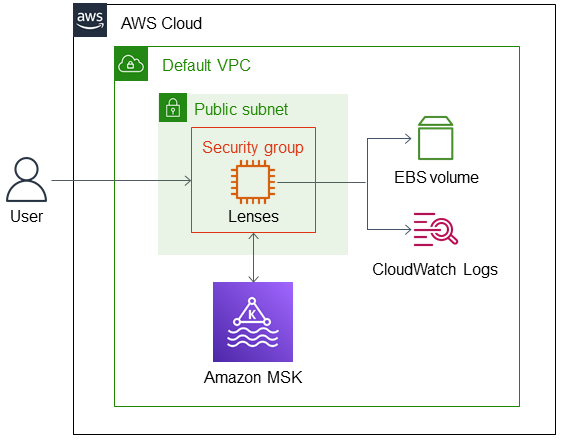 aws
AWS Cloud
Default VPC
Public subnet
Security group
Lenses
User
EBS volume
CloudWatch Logs
K
Amazon MSK